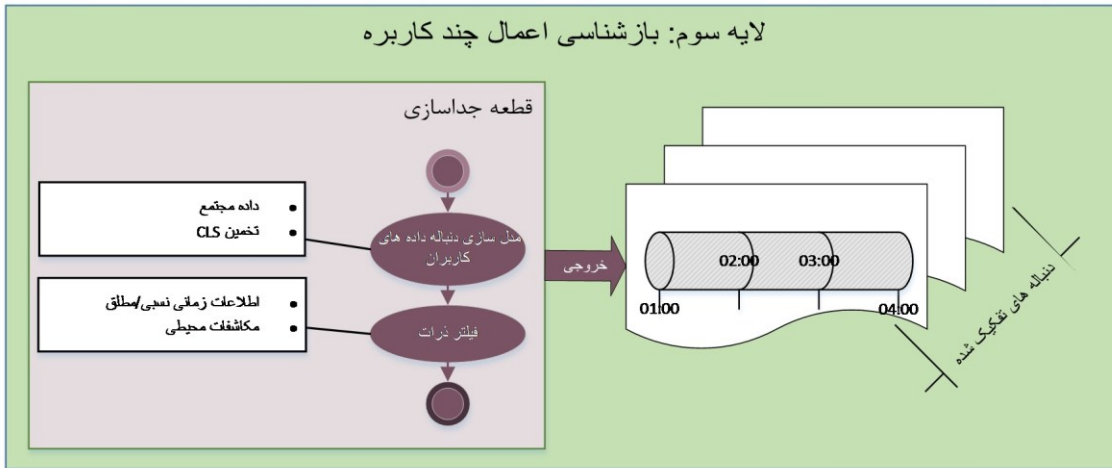 لایه سوم: بازشناسی اعمال چند کاربره
قطعه جداسازی
داده مجتمع
تخمین CLS
مدل سازی دنباله داده های
کاربران
اطلاعات زمانی نسبی/مطلق
مکاشفات محیطی
فیلتر ذرات
خروجی
02:00
03:00
01:00
04:00
دنباله های تفکیک شده